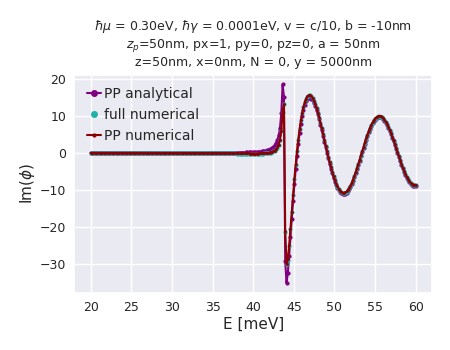 ℏμ = 0.30eV, ℏγ = 0.0001eV, v = c/10, b = -10nm
z_p=50nm, px=1, py=0, pz=0, a = 50nm
z=50nm, x=0nm, N = 0, y = 5000nm
PP analytical
full numerical
PP numerical
Im(ϕ)
20
10
0
−10
−20
−30
20 25 30 35 40 45 50 55 60
E [meV]